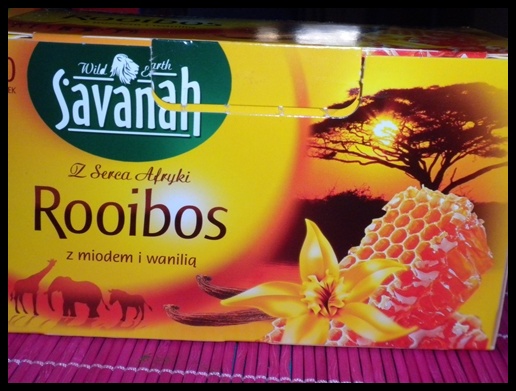 Wild Earth
Savanah
Z Serca Afryki
Rooibos
z miodem i wanilią